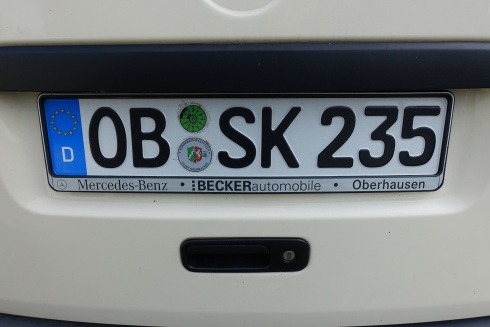 D OB SK 235
Mercedes-Benz · BECKERautomobile · Oberhausen